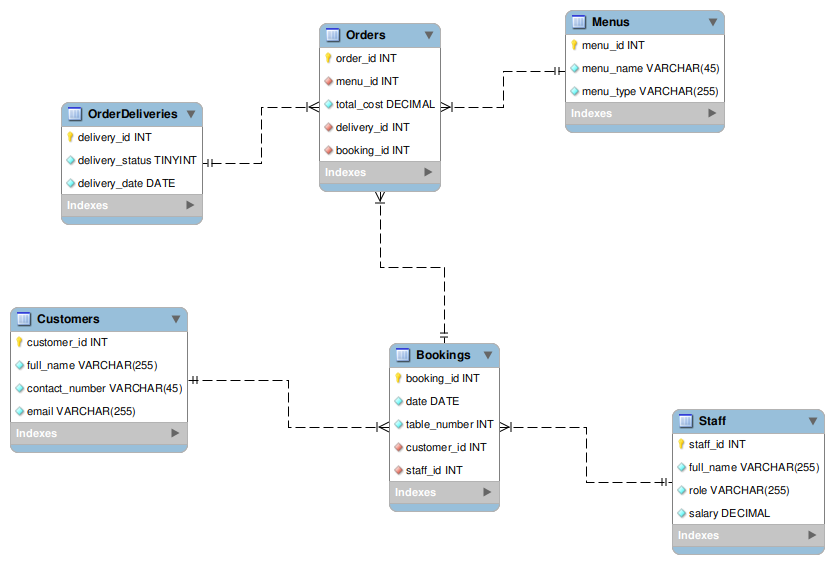 Orders
order_id INT
menu_id INT
total_cost DECIMAL
delivery_id INT
booking_id INT
Indexes
Menus
menu_id INT
menu_name VARCHAR(45)
menu_type VARCHAR(255)
Indexes
OrderDeliveries
delivery_id INT
delivery_status TINYINT
delivery_date DATE
Indexes
Customers
customer_id INT
full_name VARCHAR(255)
contact_number VARCHAR(45)
email VARCHAR(255)
Indexes
Bookings
booking_id INT
date DATE
table_number INT
customer_id INT
staff_id INT
Indexes
Staff
staff_id INT
full_name VARCHAR(255)
role VARCHAR(255)
salary DECIMAL
Indexes